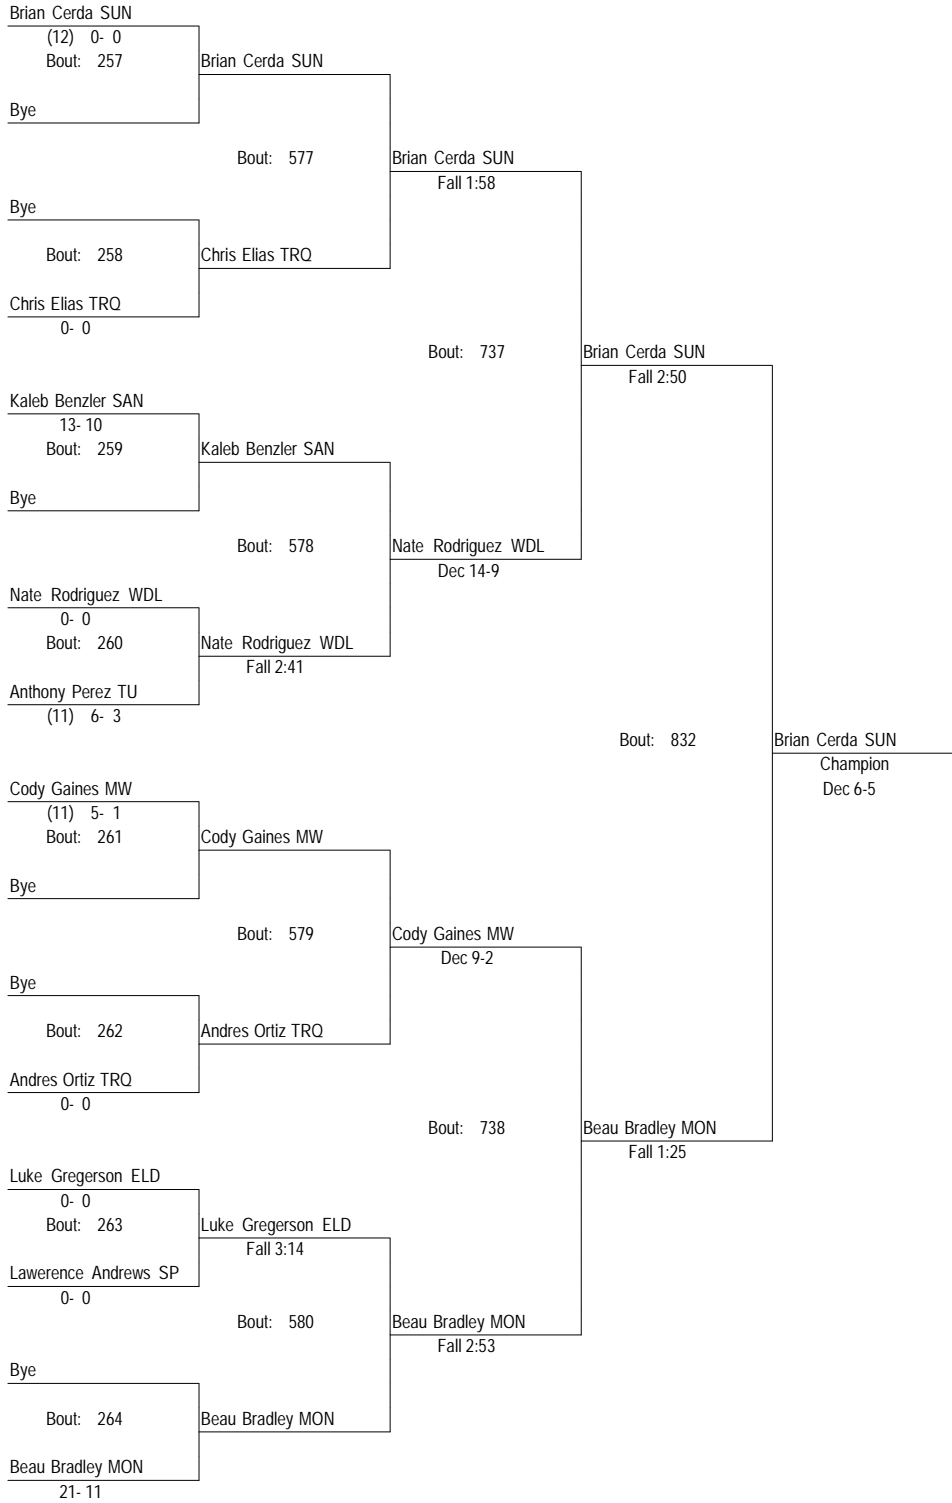 Brian Cerda SUN
(12) 0- 0
Bout: 257
Brian Cerda SUN
Bye
Bout: 577
Brian Cerda SUN
Fall 1:58
Bye
Bout: 258
Chris Elias TRQ
Chris Elias TRQ
0- 0
Bout: 737
Brian Cerda SUN
Fall 2:50
Kaleb Benzler SAN
13- 10
Bout: 259
Kaleb Benzler SAN
Bye
Bout: 578
Nate Rodriguez WDL
Dec 14-9
Nate Rodriguez WDL
0- 0
Bout: 260
Nate Rodriguez WDL
Fall 2:41
Anthony Perez TU
(11) 6- 3
Bout: 832
Brian Cerda SUN
Champion
Dec 6-5
Cody Gaines MW
(11) 5- 1
Bout: 261
Cody Gaines MW
Bye
Bout: 579
Cody Gaines MW
Dec 9-2
Bye
Bout: 262
Andres Ortiz TRQ
Andres Ortiz TRQ
0- 0
Bout: 738
Beau Bradley MON
Fall 1:25
Luke Gregerson ELD
0- 0
Bout: 263
Luke Gregerson ELD
Fall 3:14
Lawerence Andrews SP
0- 0
Bout: 580
Beau Bradley MON
Fall 2:53
Bye
Bout: 264
Beau Bradley MON
Beau Bradley MON
21- 11